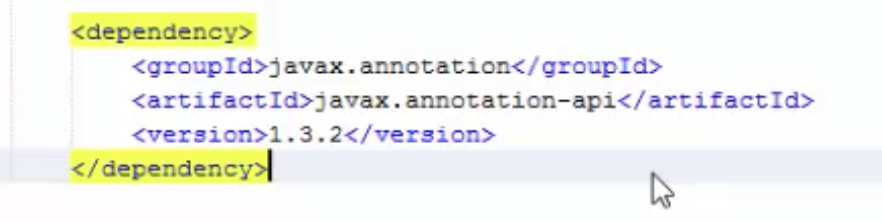 <dependency>
<groupId>javax.annotation</groupId>
<artifactId>javax.annotation-api</artifactId>
<version>1.3.2</version>
</dependency>